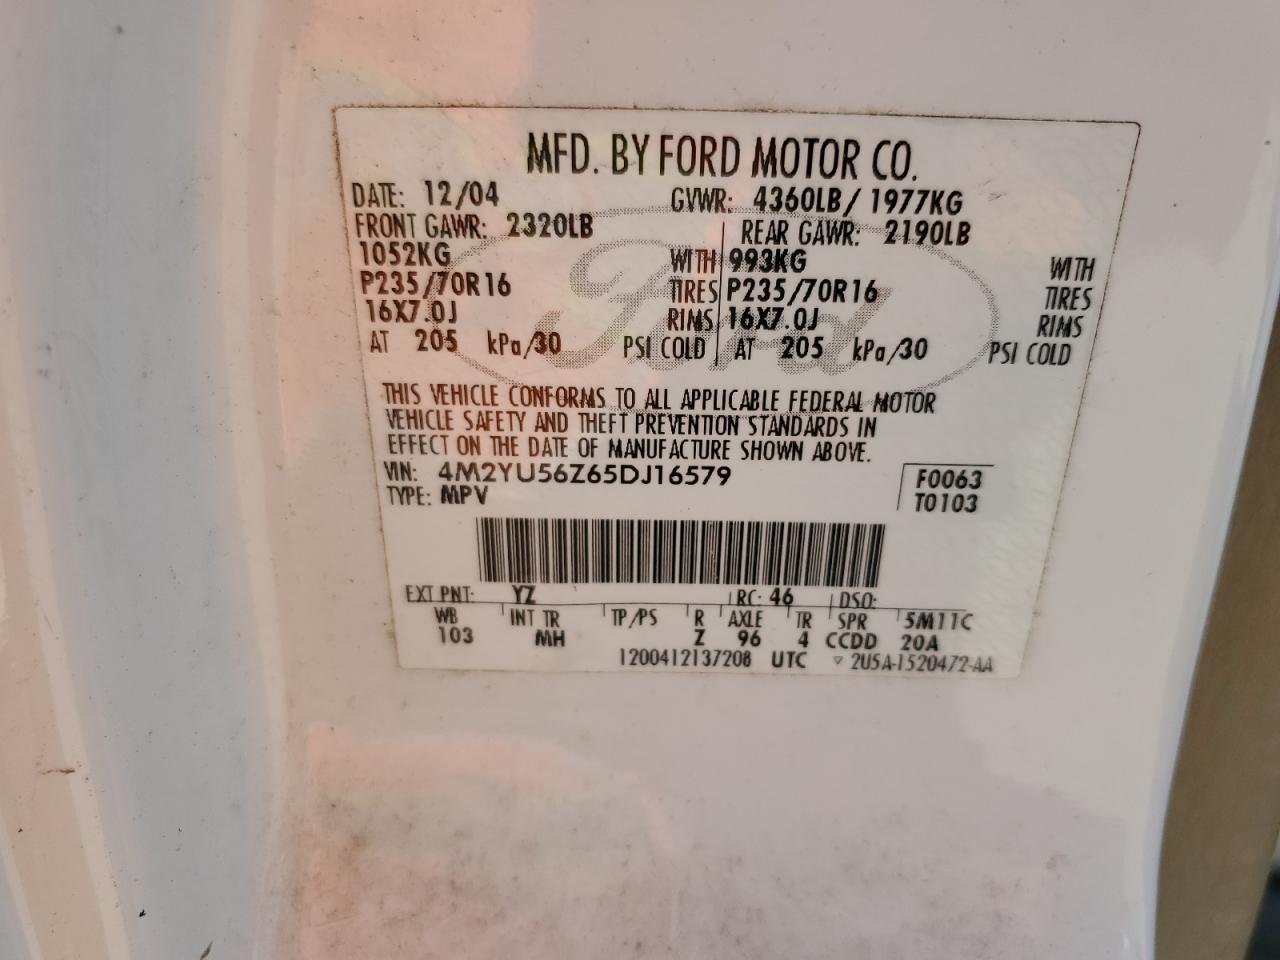 MFD. BY FORD MOTOR CO.
DATE: 12/04 GVWR: 4360LB/ 1977KG
FRONT GAWR: 2320LB REAR GAWR: 2190LB
1052KG WITH 993KG WITH
P235/70R16 TIRES P235/70R16 TIRES
16X7.0J RIMS 16X7.0J RIMS
AT 205 kPa/30 PSI COLD AT 205 kPa/30 PSI COLD
Ford
THIS VEHICLE CONFORMS TO ALL APPLICABLE FEDERAL MOTOR
VEHICLE SAFETY AND THEFT PREVENTION STANDARDS IN
EFFECT ON THE DATE OF MANUFACTURE SHOWN ABOVE.
VIN: 4M2YU56Z65DJ16579 F0063
TYPE: MPV T0103
EXT PNT: YZ RC: 46 DSO:
WB INT TR TP/PS R AXLE TR SPR 5M11C
103 MH Z 96 4 CCDD 20A
1200412137208 UTC ▽ 2U5A-1520472-AA